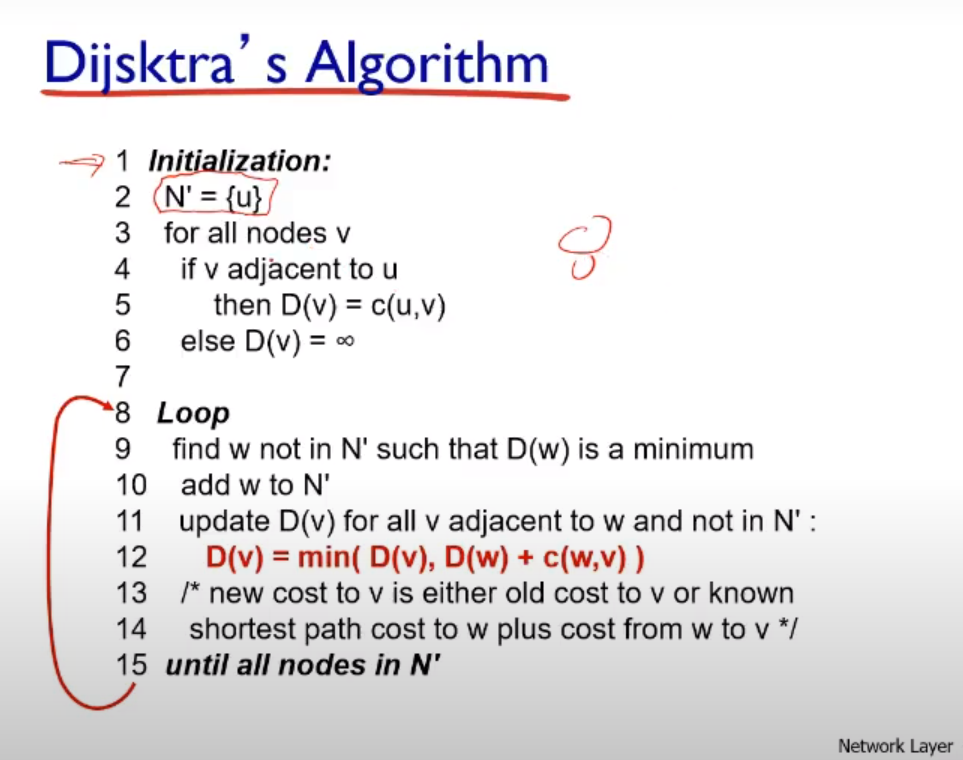 Dijsktra's Algorithm
1 Initialization:
2 N' = {u}
3 for all nodes v
4 if v adjacent to u
5 then D(v) = c(u,v)
6 else D(v) = ∞
7
8 Loop
9 find w not in N' such that D(w) is a minimum
10 add w to N'
11 update D(v) for all v adjacent to w and not in N' :
12 D(v) = min( D(v), D(w) + c(w,v) )
13 /* new cost to v is either old cost to v or known
14 shortest path cost to w plus cost from w to v */
15 until all nodes in N'
Network Layer